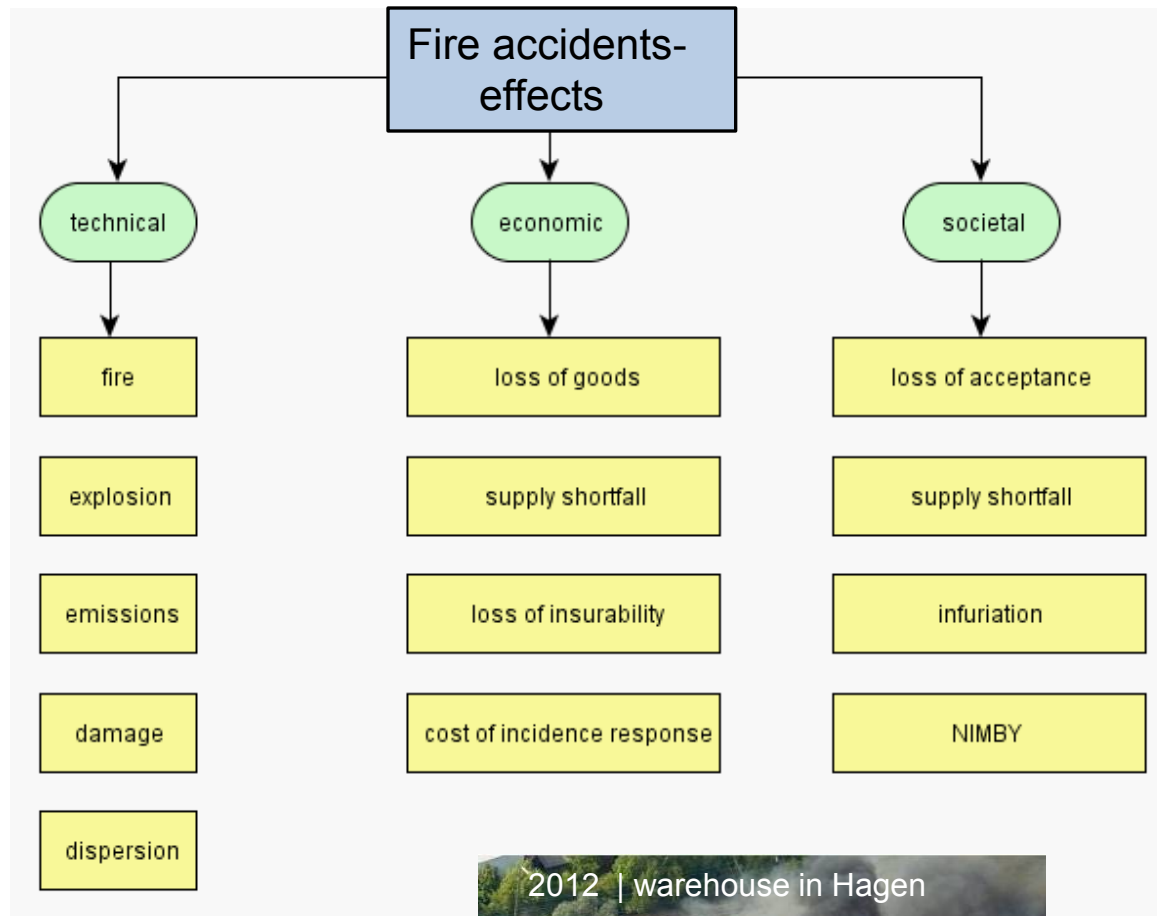 Fire accidents-
effects
technical
economic
societal
fire
loss of goods
loss of acceptance
explosion
supply shortfall
supply shortfall
emissions
loss of insurability
infuriation
damage
cost of incidence response
NIMBY
dispersion
2012 | warehouse in Hagen